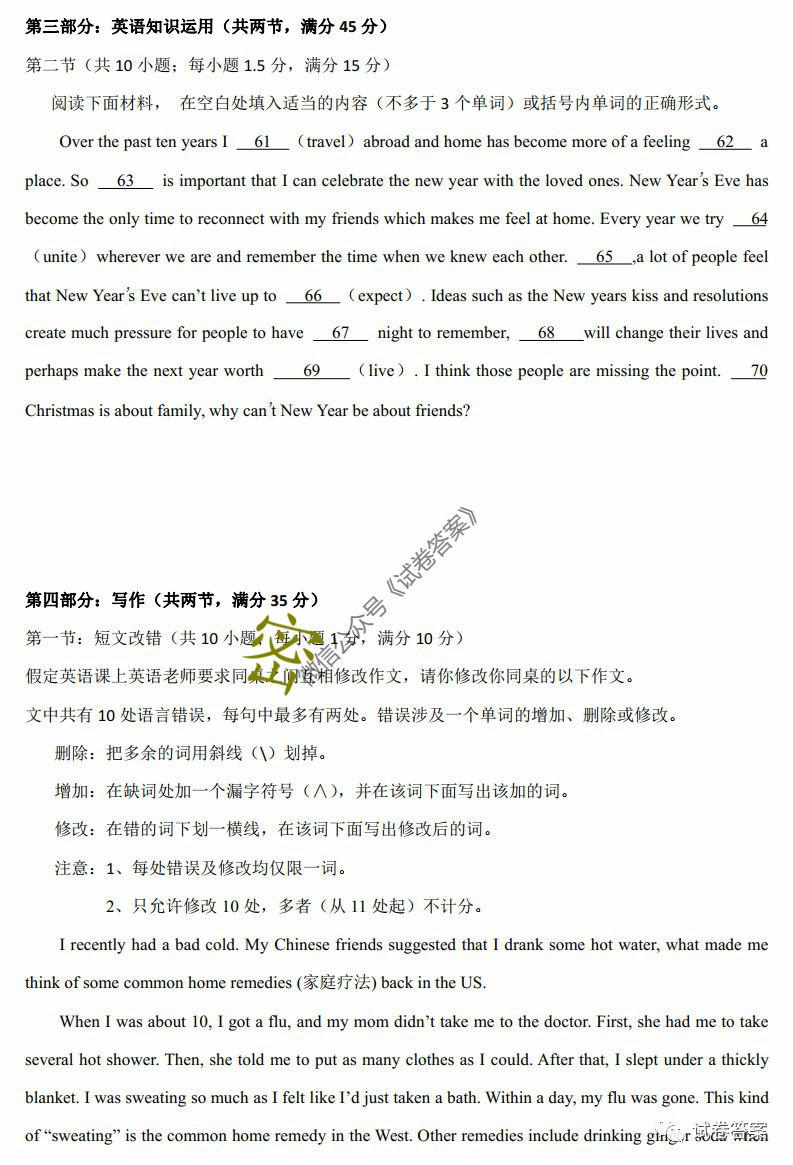 第三部分：英语知识运用（共两节，满分 45 分）
第二节（共 10 小题；每小题 1.5 分，满分 15 分）
阅读下面材料， 在空白处填入适当的内容（不多于 3 个单词）或括号内单词的正确形式。
Over the past ten years I 61 （travel）abroad and home has become more of a feeling 62 a
place. So 63 is important that I can celebrate the new year with the loved ones. New Year's Eve has
become the only time to reconnect with my friends which makes me feel at home. Every year we try 64
（unite）wherever we are and remember the time when we knew each other. 65 ,a lot of people feel
that New Year's Eve can't live up to 66 （expect）. Ideas such as the New years kiss and resolutions
create much pressure for people to have 67 night to remember, 68 will change their lives and
perhaps make the next year worth 69 （live）. I think those people are missing the point. 70
Christmas is about family, why can't New Year be about friends?
第四部分：写作（共两节，满分 35 分）
第一节：短文改错（共 10 小题；每小题 1 分，满分 10 分）
假定英语课上英语老师要求同桌之间互相修改作文，请你修改你同桌的以下作文。
文中共有 10 处语言错误，每句中最多有两处。错误涉及一个单词的增加、删除或修改。
删除：把多余的词用斜线（\）划掉。
增加：在缺词处加一个漏字符号（∧），并在该词下面写出该加的词。
修改：在错的词下划一横线，在该词下面写出修改后的词。
注意：1、每处错误及修改均仅限一词。
2、只允许修改 10 处，多者（从 11 处起）不计分。
I recently had a bad cold. My Chinese friends suggested that I drank some hot water, what made me
think of some common home remedies (家庭疗法) back in the US.
When I was about 10, I got a flu, and my mom didn't take me to the doctor. First, she had me to take
several hot shower. Then, she told me to put as many clothes as I could. After that, I slept under a thickly
blanket. I was sweating so much as I felt like I'd just taken a bath. Within a day, my flu was gone. This kind
of “sweating” is the common home remedy in the West. Other remedies include drinking ginger soda when
密
微信公众号《试卷答案》
试卷答案